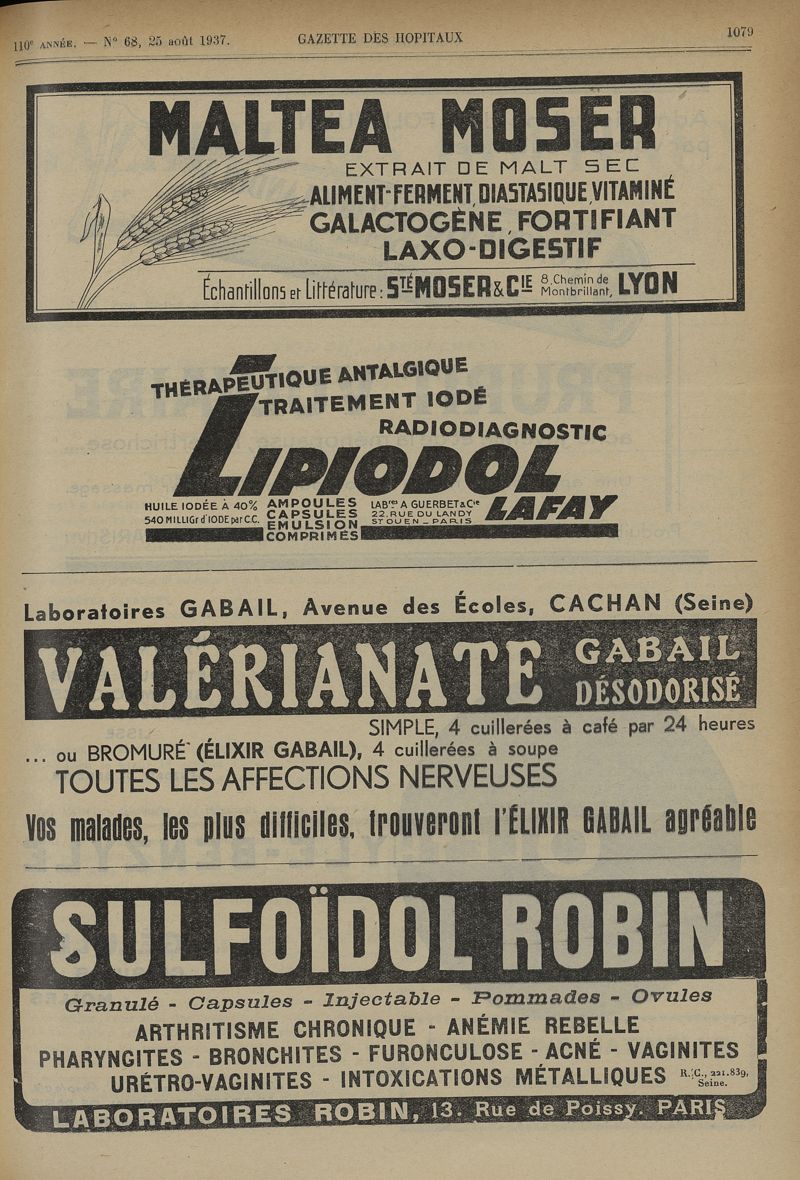 110e ANNÉE. — No 68, 25 août 1937. GAZETTE DES HOPITAUX 1079
MALTEA MOSER
EXTRAIT DE MALT SEC
ALIMENT-FERMENT, DIASTASIQUE, VITAMINÉ
GALACTOGÈNE, FORTIFIANT
LAXO-DIGESTIF
Échantillons et Littérature: STÉ MOSER & CIE 8, Chemin de Montbrillant, LYON
THÉRAPEUTIQUE ANTALGIQUE
TRAITEMENT IODÉ
RADIODIAGNOSTIC
LIPIODOL
LAFAY
HUILE IODÉE À 40%
540 MILLIGr d'IODE par C.C.
AMPOULES
CAPSULES
EMULSION
COMPRIMÉS
LABres A GUERBET & Cie
22, RUE DU LANDY
ST OUEN – PARIS
Laboratoires GABAIL, Avenue des Écoles, CACHAN (Seine)
VALÉRIANATE GABAIL DÉSODORISÉ
SIMPLE, 4 cuillerées à café par 24 heures
... ou BROMURÉ (ÉLIXIR GABAIL), 4 cuillerées à soupe
TOUTES LES AFFECTIONS NERVEUSES
Vos malades, les plus difficiles, trouveront l'ÉLIXIR GABAIL agréable
SULFOÏDOL ROBIN
Granulé - Capsules - Injectable - Pommades - Ovules
ARTHRITISME CHRONIQUE - ANÉMIE REBELLE
PHARYNGITES - BRONCHITES - FURONCULOSE - ACNÉ - VAGINITES
URÉTRO-VAGINITES - INTOXICATIONS MÉTALLIQUES R. C., 221.839, Seine.
LABORATOIRES ROBIN, 13. Rue de Poissy. PARIS